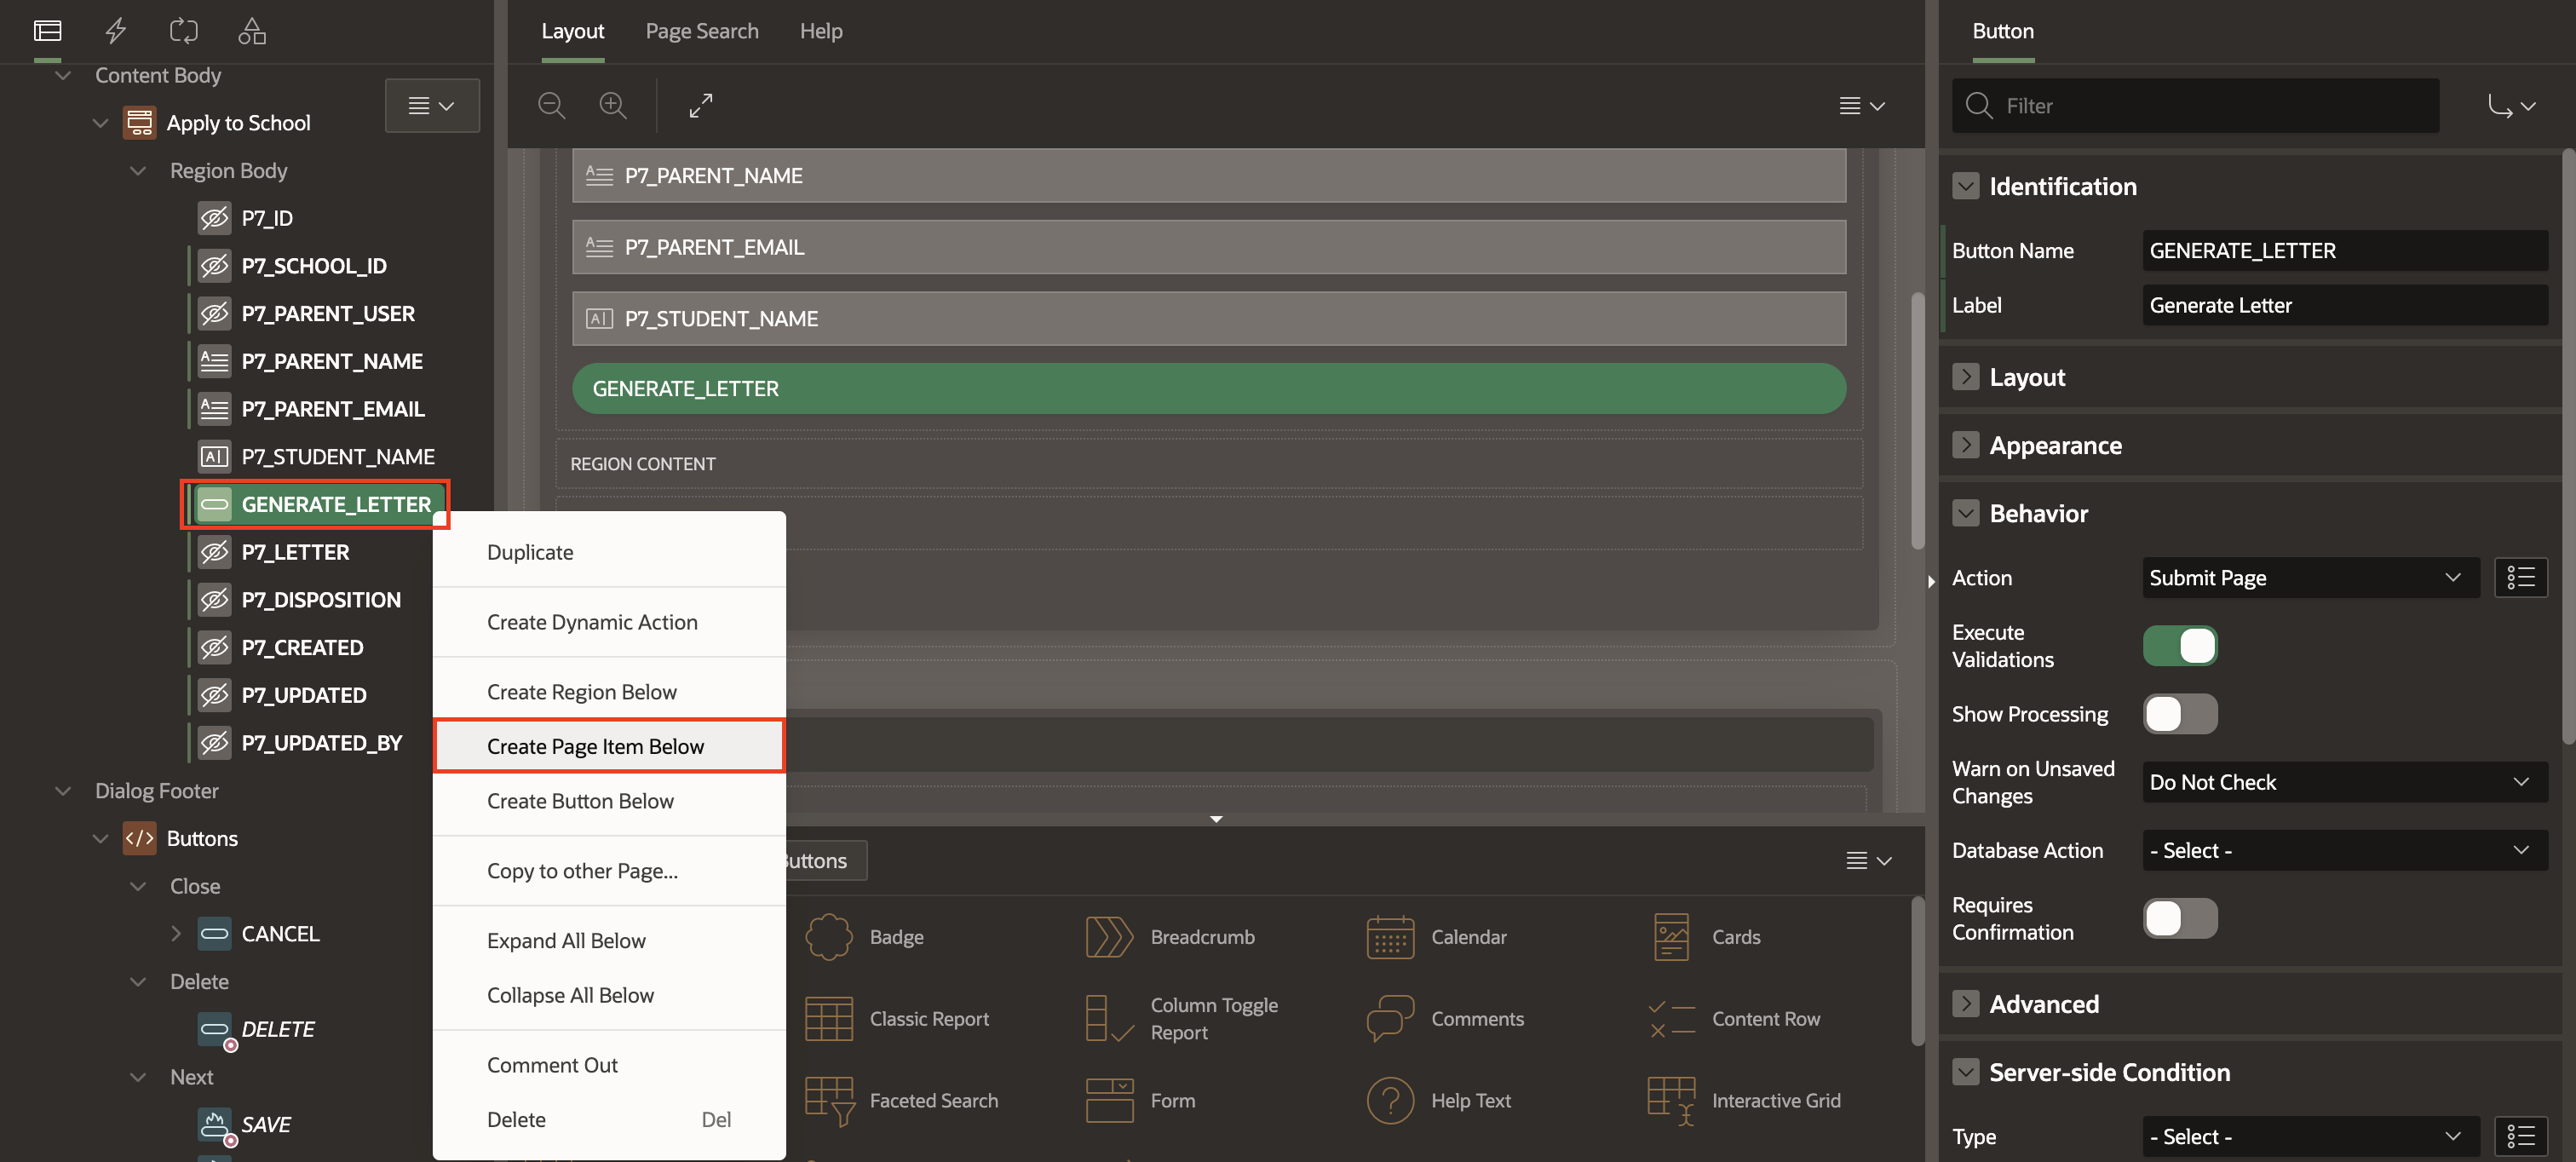 Content Body
Apply to School
Region Body
P7_ID
P7_SCHOOL_ID
P7_PARENT_USER
P7_PARENT_NAME
P7_PARENT_EMAIL
P7_STUDENT_NAME
GENERATE_LETTER
P7_LETTER
P7_DISPOSITION
P7_CREATED
P7_UPDATED
P7_UPDATED_BY
Dialog Footer
Buttons
Close
CANCEL
Delete
DELETE
Next
SAVE
Duplicate
Create Dynamic Action
Create Region Below
Create Page Item Below
Create Button Below
Copy to other Page...
Expand All Below
Collapse All Below
Comment Out
Delete Del
Layout Page Search Help
P7_PARENT_NAME
P7_PARENT_EMAIL
P7_STUDENT_NAME
GENERATE_LETTER
REGION CONTENT
Buttons
Badge Breadcrumb Calendar Cards
Classic Report Column Toggle Report Comments Content Row
Faceted Search Form Help Text Interactive Grid
Button
Filter
Identification
Button Name GENERATE_LETTER
Label Generate Letter
Layout
Appearance
Behavior
Action Submit Page
Execute
Validations
Show Processing
Warn on Unsaved
Changes Do Not Check
Database Action - Select -
Requires
Confirmation
Advanced
Server-side Condition
Type - Select -